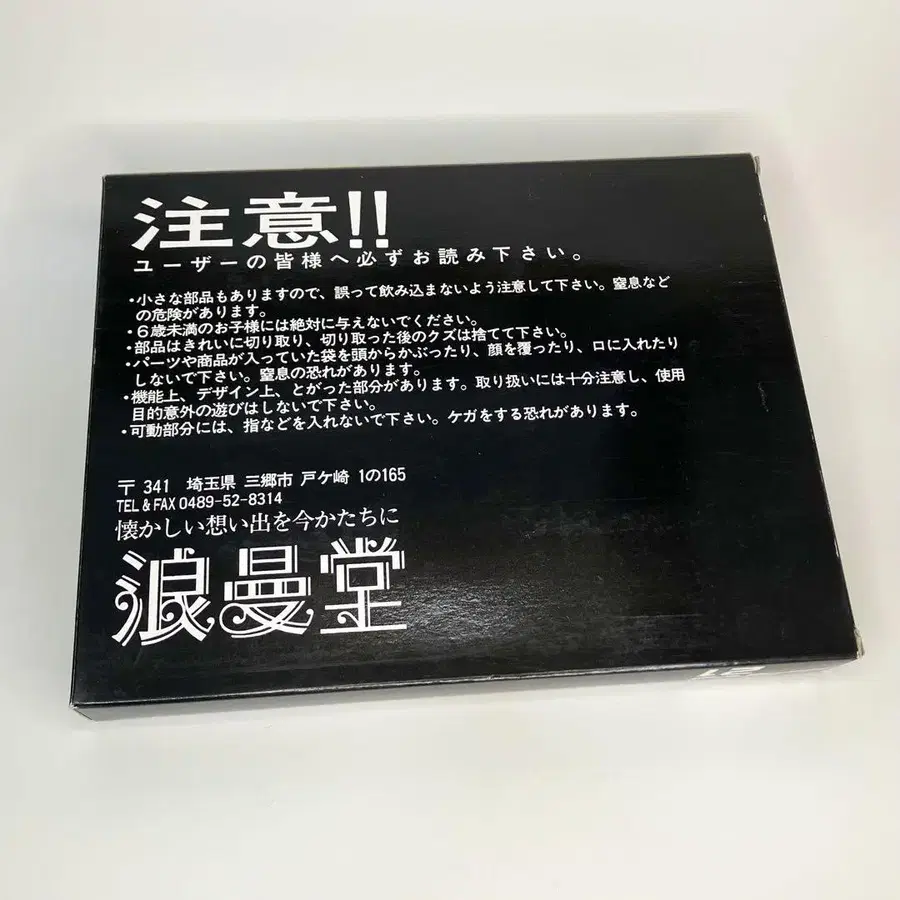 注意!!
ユーザーの皆様へ必ずお読み下さい。
・小さな部品もありますので、誤って飲み込まないよう注意して下さい。窒息など
の危険があります。
・6歳未満のお子様には絶対に与えないでください。
・部品はきれいに切り取り、切り取った後のクズは捨てて下さい。
・パーツや商品が入っていた袋を頭からかぶったり、顔を覆ったり、口に入れたり
しないで下さい。窒息の恐れがあります。
・機能上、デザイン上、とがった部分があります。取り扱いには十分注意し、使用
目的意外の遊びはしないで下さい。
・可動部分には、指などを入れないで下さい。ケガをする恐れがあります。
〒341 埼玉県 三郷市 戸ケ崎 1の165
TEL & FAX 0489-52-8314
懐かしい想い出を今かたちに
浪曼堂